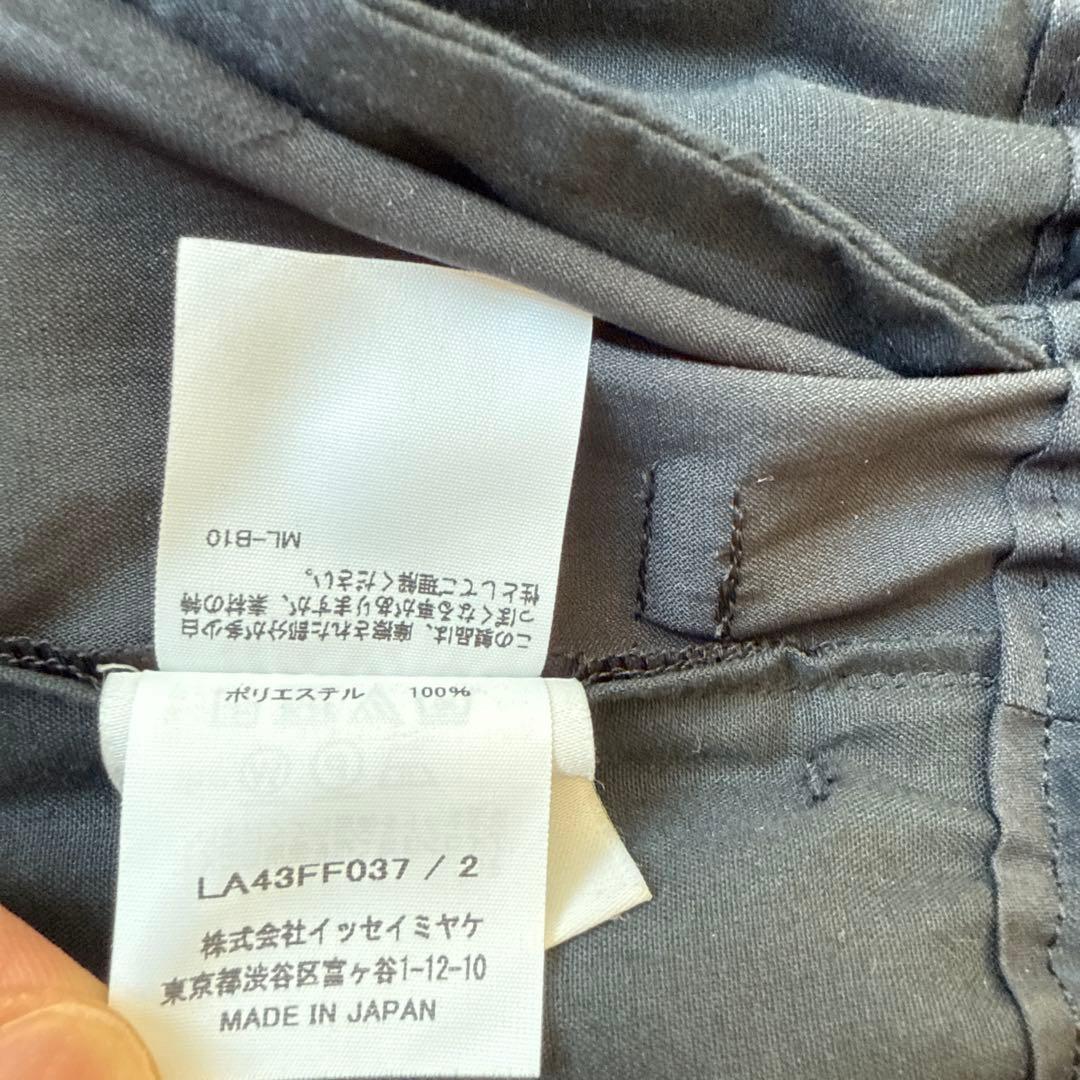 この製品は、摩擦された部分が多少白
っぽくなる事がありますが、素材の特
性としてご理解ください。
ML-B10
ポリエステル 100%
LA43FF037 / 2
株式会社イッセイミヤケ
東京都渋谷区富ヶ谷1-12-10
MADE IN JAPAN